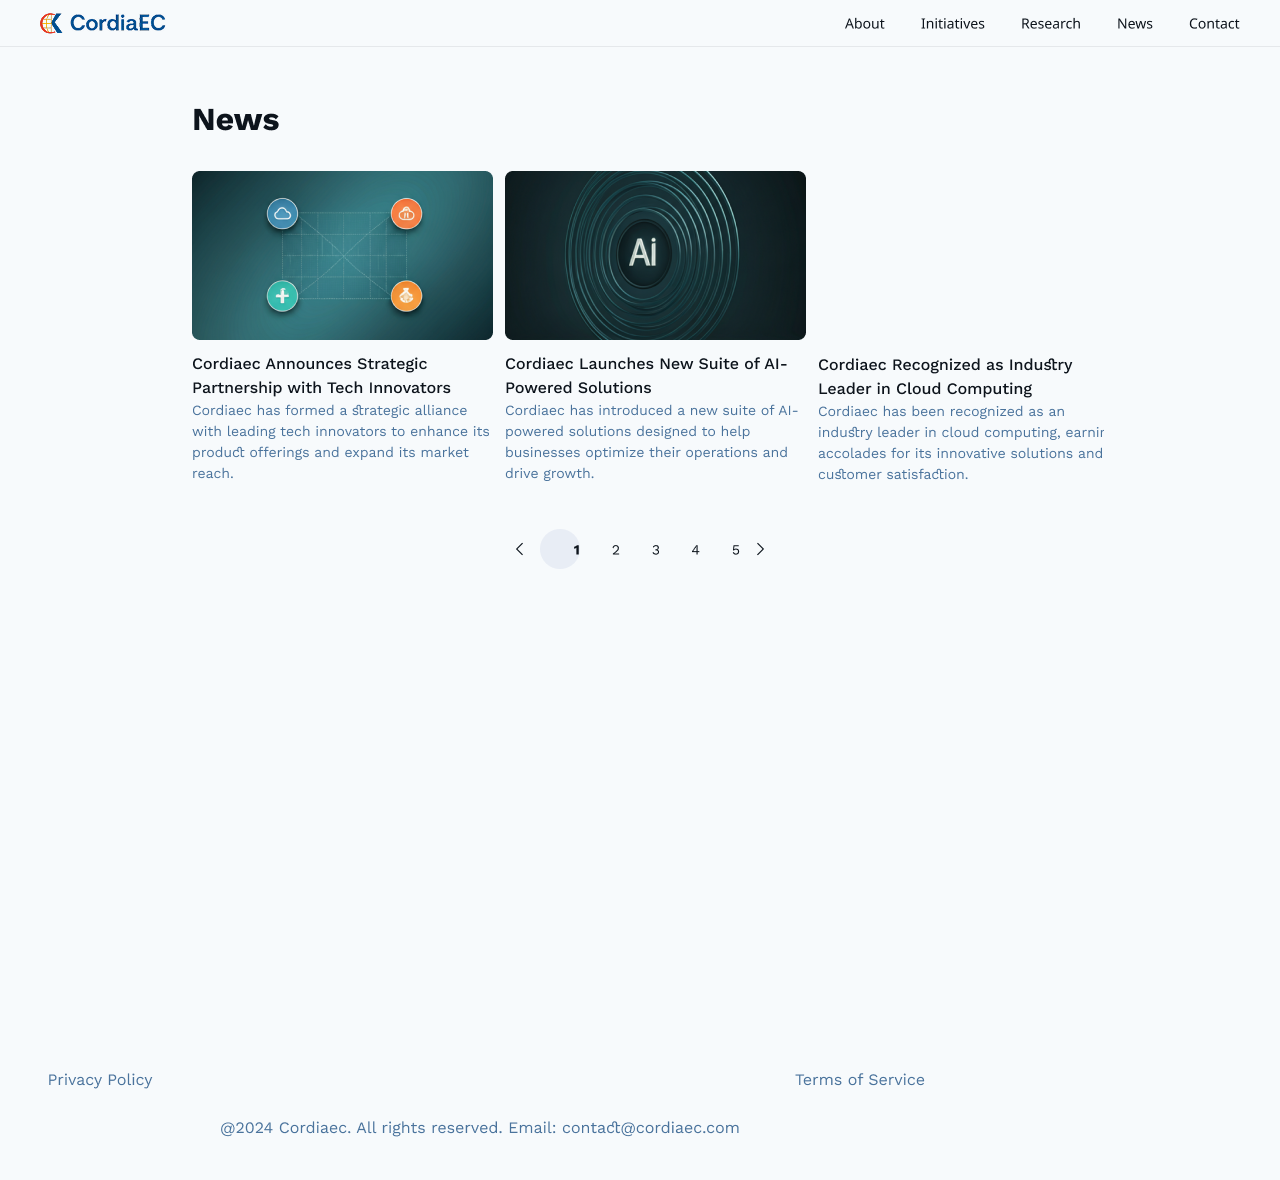 CordiaEC
About
Initiatives
Research
News
Contact
News
Ai
Cordiaec Announces Strategic
Partnership with Tech Innovators
Cordiaec has formed a strategic alliance
with leading tech innovators to enhance its
product offerings and expand its market
reach.
Cordiaec Launches New Suite of AI-
Powered Solutions
Cordiaec has introduced a new suite of AI-
powered solutions designed to help
businesses optimize their operations and
drive growth.
Cordiaec Recognized as Industry
Leader in Cloud Computing
Cordiaec has been recognized as an
industry leader in cloud computing, earnin
accolades for its innovative solutions and
customer satisfaction.
1 2 3 4 5
Privacy Policy
Terms of Service
@2024 Cordiaec. All rights reserved. Email: contact@cordiaec.com